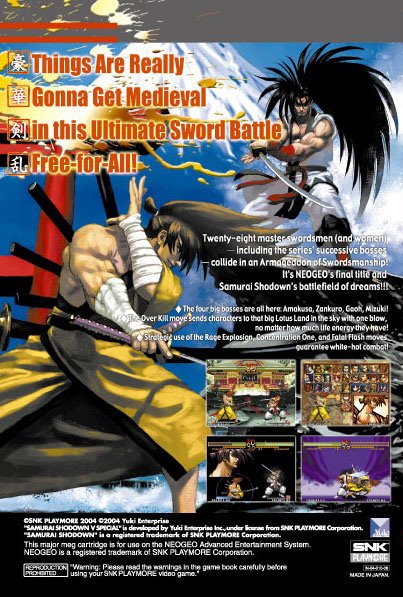 豪 Things Are Really
華 Gonna Get Medieval
剣 in this Ultimate Sword Battle
乱 Free-for-All!
Twenty-eight master swordsmen (and women)
—including the series' successive bosses
—collide in an Armageddon of Swordsmanship!
It's NEOGEO's final title and
Samurai Shodown's battlefield of dreams!!!
◆ The four big bosses are all here: Amakusa, Zankuro, Gaoh, Mizuki!
◆ The Over Kill move sends characters to that big Lotus Land in the sky with one blow,
no matter how much life energy they have!
◆ Strategic use of the Rage Explosion, Concentration One, and Fatal Flash moves
guarantee white-hot combat!
©SNK PLAYMORE 2004 ©2004 Yuki Enterprise
"SAMURAI SHODOWN V SPECIAL" is developed by Yuki Enterprise Inc., under license from SNK PLAYMORE Corporation.
"SAMURAI SHODOWN" is a registered trademark of SNK PLAYMORE Corporation.
This major meg cartridge is for use on the NEOGEO Advanced Entertainment System.
NEOGEO is a registered trademark of SNK PLAYMORE Corporation.
REPRODUCTION PROHIBITED
"Warning: Please read the warnings in the game book carefully before
using your SNK PLAYMORE video game."
Yuki
SNK
PLAYMORE
MADE IN JAPAN.